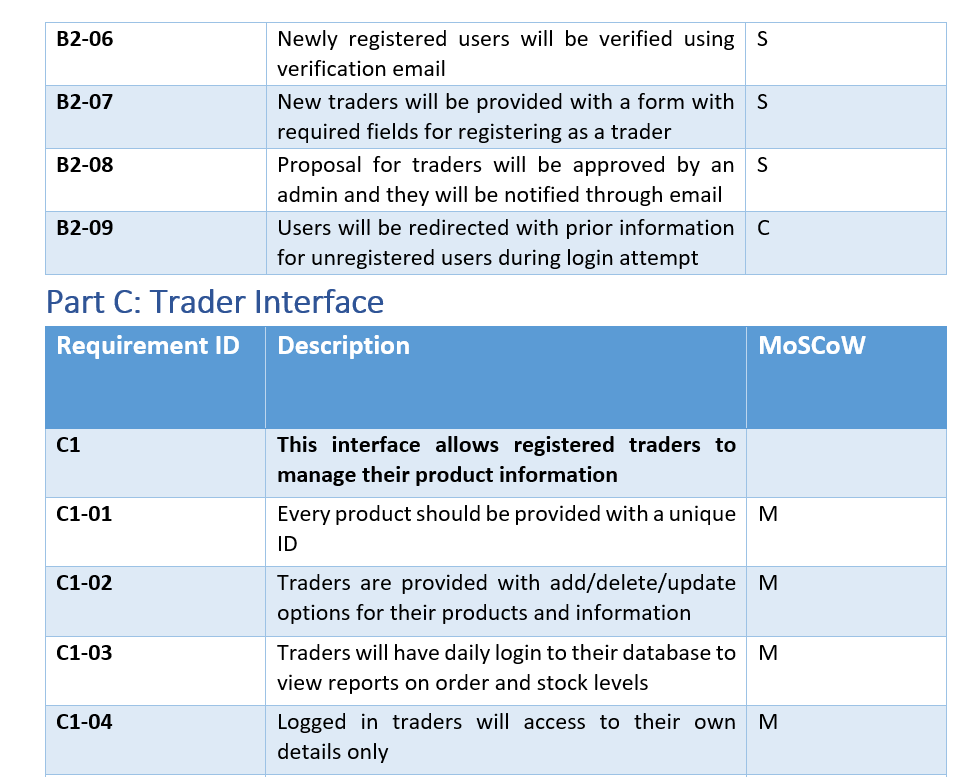 B2-06 Newly registered users will be verified using S
verification email
B2-07 New traders will be provided with a form with S
required fields for registering as a trader
B2-08 Proposal for traders will be approved by an S
admin and they will be notified through email
B2-09 Users will be redirected with prior information C
for unregistered users during login attempt
Part C: Trader Interface
Requirement ID Description MoSCoW
C1 This interface allows registered traders to
manage their product information
C1-01 Every product should be provided with a unique M
ID
C1-02 Traders are provided with add/delete/update M
options for their products and information
C1-03 Traders will have daily login to their database to M
view reports on order and stock levels
C1-04 Logged in traders will access to their own M
details only